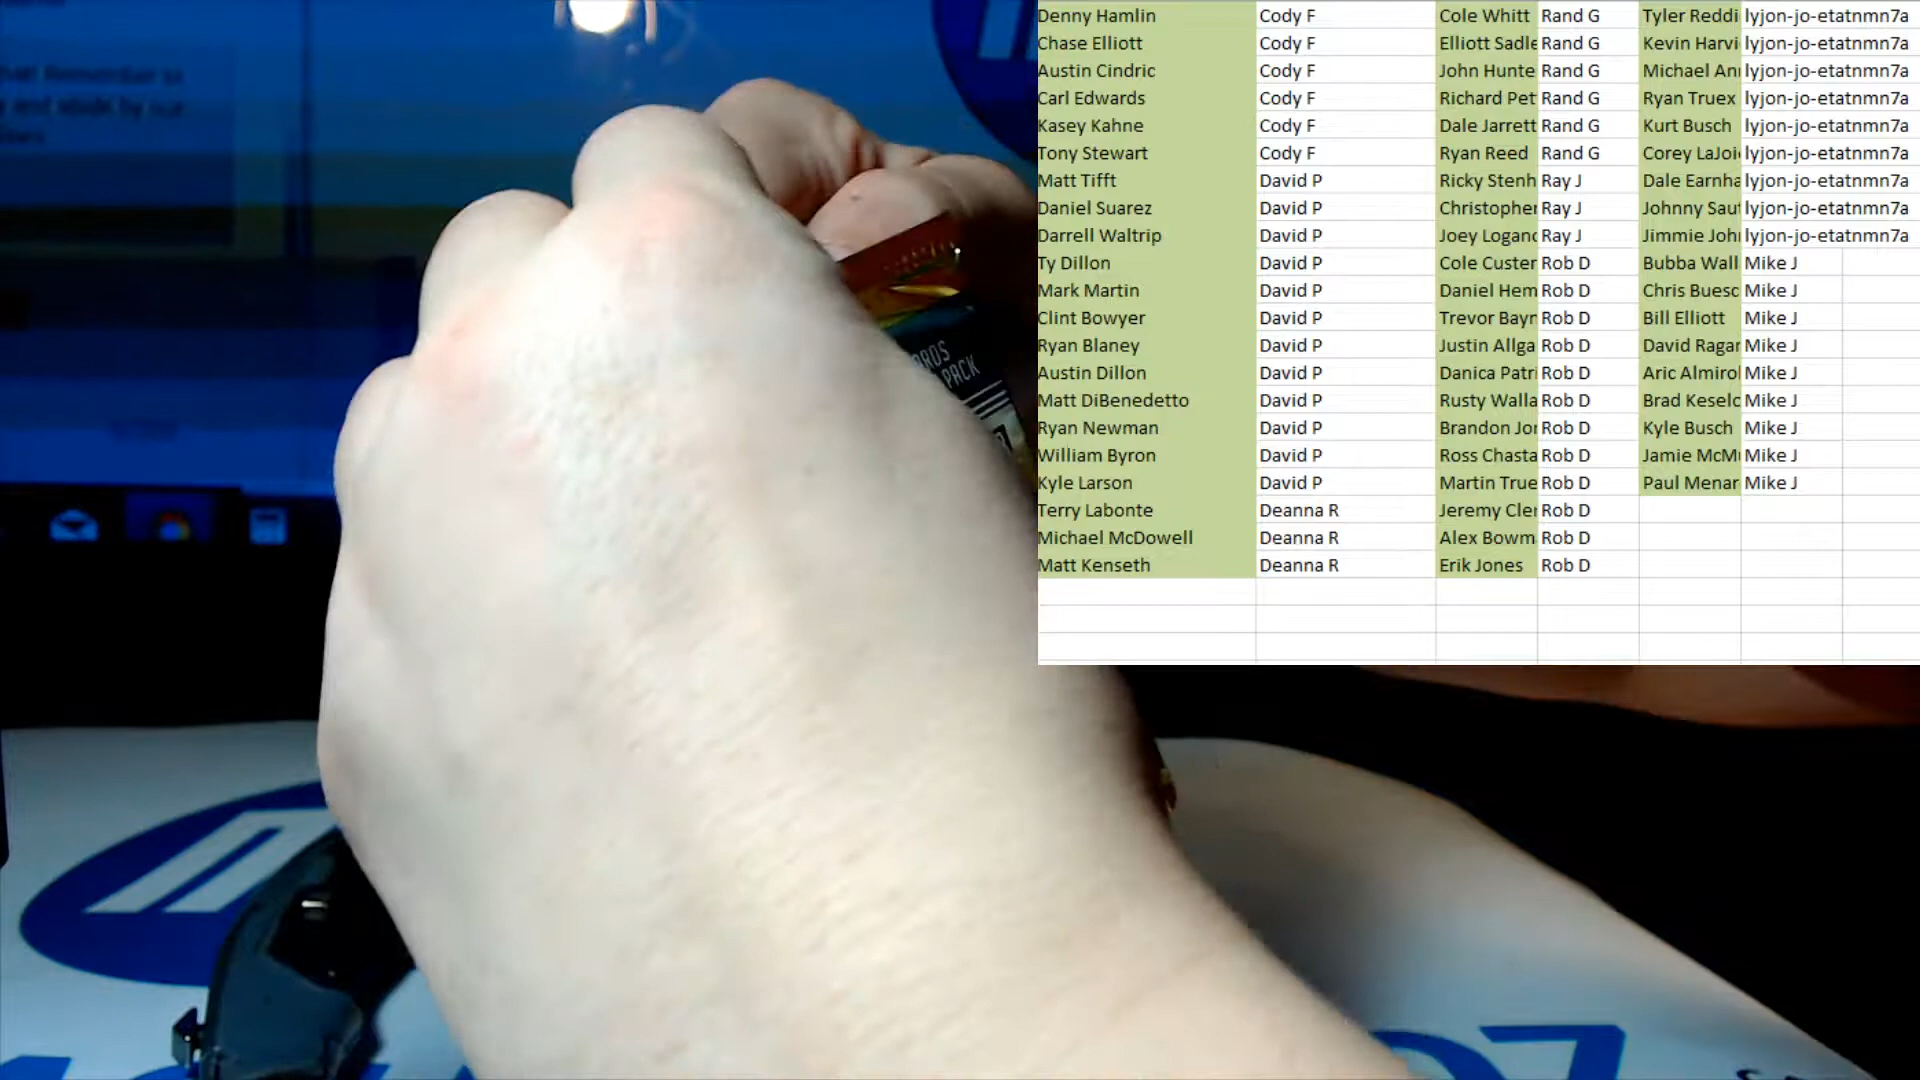 Denny Hamlin Cody F Cole Whitt Rand G Tyler Reddi lyjon-jo-etatnmn7a
Chase Elliott Cody F Elliott Sadle Rand G Kevin Harvi lyjon-jo-etatnmn7a
Austin Cindric Cody F John Hunte Rand G Michael An lyjon-jo-etatnmn7a
Carl Edwards Cody F Richard Pet Rand G Ryan Truex lyjon-jo-etatnmn7a
Kasey Kahne Cody F Dale Jarrett Rand G Kurt Busch lyjon-jo-etatnmn7a
Tony Stewart Cody F Ryan Reed Rand G Corey LaJoi lyjon-jo-etatnmn7a
Matt Tifft David P Ricky Stenh Ray J Dale Earnha lyjon-jo-etatnmn7a
Daniel Suarez David P Christopher Ray J Johnny Saut lyjon-jo-etatnmn7a
Darrell Waltrip David P Joey Logano Ray J Jimmie John lyjon-jo-etatnmn7a
Ty Dillon David P Cole Custer Rob D Bubba Wall Mike J
Mark Martin David P Daniel Hem Rob D Chris Buesc Mike J
Clint Bowyer David P Trevor Bayn Rob D Bill Elliott Mike J
Ryan Blaney David P Justin Allga Rob D David Ragan Mike J
Austin Dillon David P Danica Patri Rob D Aric Almirol Mike J
Matt DiBenedetto David P Rusty Walla Rob D Brad Keselo Mike J
Ryan Newman David P Brandon Jon Rob D Kyle Busch Mike J
William Byron David P Ross Chasta Rob D Jamie McMu Mike J
Kyle Larson David P Martin True Rob D Paul Menar Mike J
Terry Labonte Deanna R Jeremy Cle Rob D
Michael McDowell Deanna R Alex Bowm Rob D
Matt Kenseth Deanna R Erik Jones Rob D
PACK